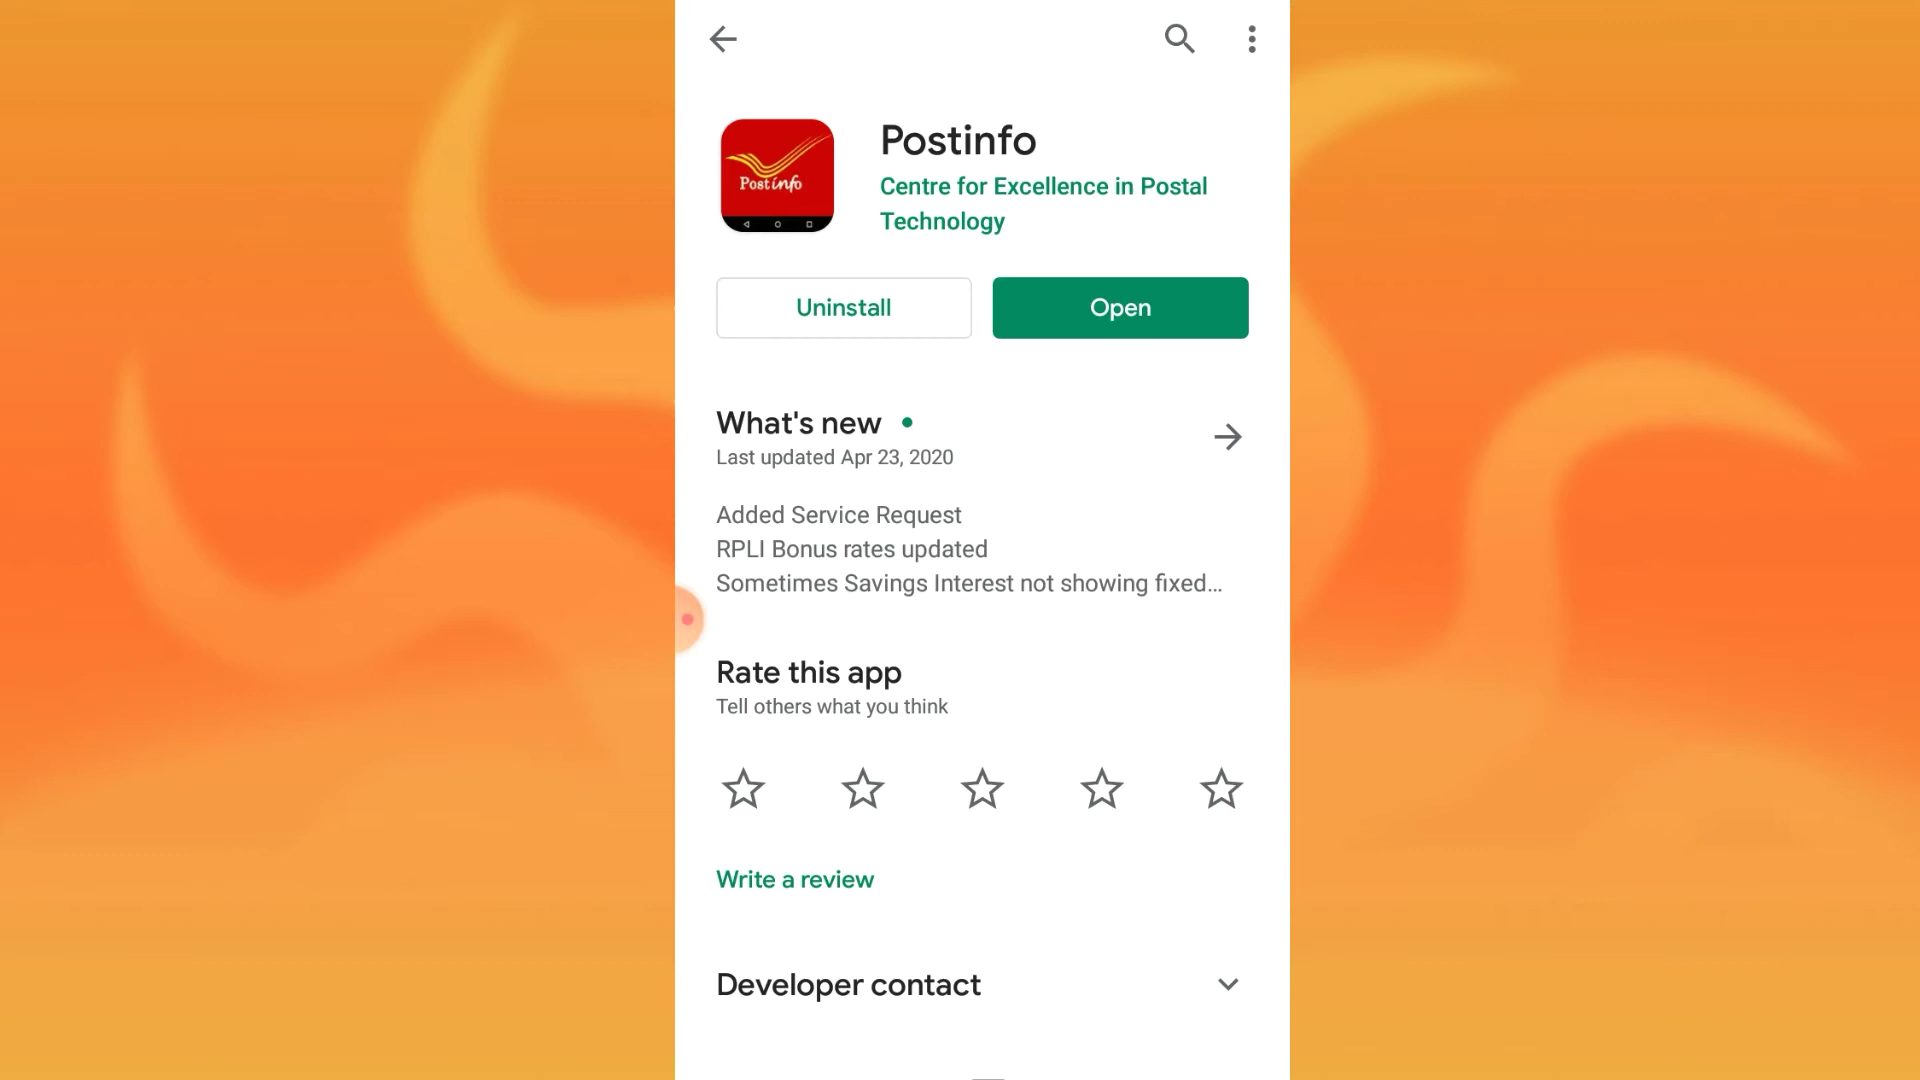 Postinfo
Post info
Centre for Excellence in Postal
Technology
Uninstall
Open
What's new
Last updated Apr 23, 2020
Added Service Request
RPLI Bonus rates updated
Sometimes Savings Interest not showing fixed...
Rate this app
Tell others what you think
Write a review
Developer contact